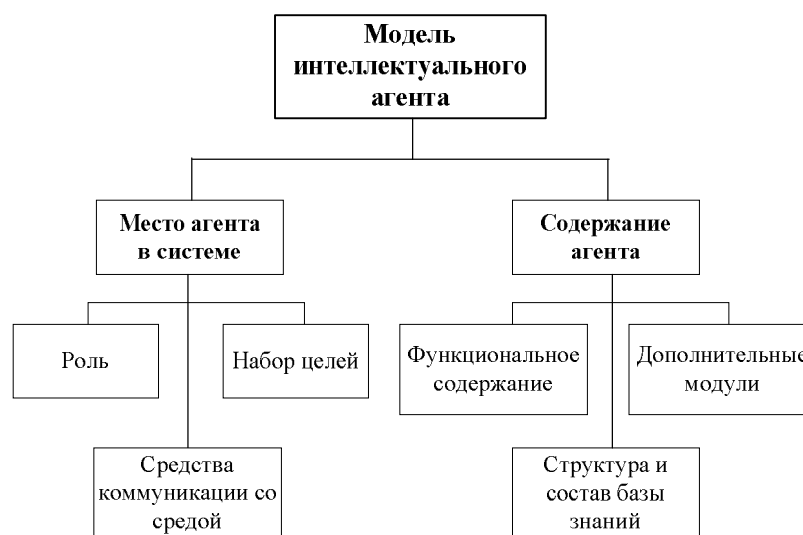 Модель
интеллектуального
агента
Место агента
в системе
Содержание
агента
Роль
Набор целей
Функциональное
содержание
Дополнительные
модули
Средства
коммуникации со
средой
Структура и
состав базы
знаний